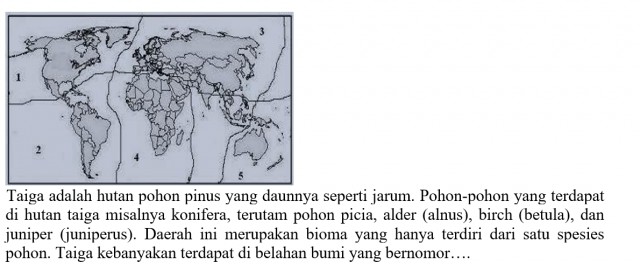 3
1
2
4
5
Taiga adalah hutan pohon pinus yang daunnya seperti jarum. Pohon-pohon yang terdapat
di hutan taiga misalnya konifera, terutam pohon picia, alder (alnus), birch (betula), dan
juniper (juniperus). Daerah ini merupakan bioma yang hanya terdiri dari satu spesies
pohon. Taiga kebanyakan terdapat di belahan bumi yang bernomor….